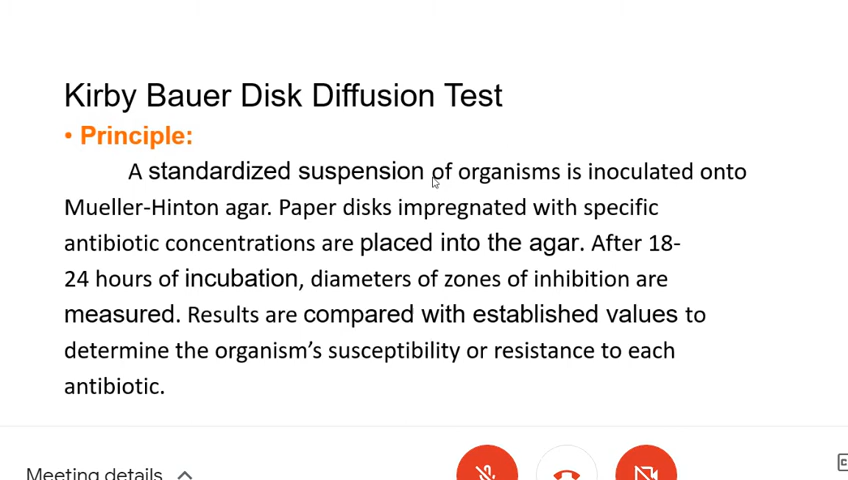 Kirby Bauer Disk Diffusion Test
• Principle:
A standardized suspension of organisms is inoculated onto
Mueller-Hinton agar. Paper disks impregnated with specific
antibiotic concentrations are placed into the agar. After 18-
24 hours of incubation, diameters of zones of inhibition are
measured. Results are compared with established values to
determine the organism's susceptibility or resistance to each
antibiotic.
Meeting details